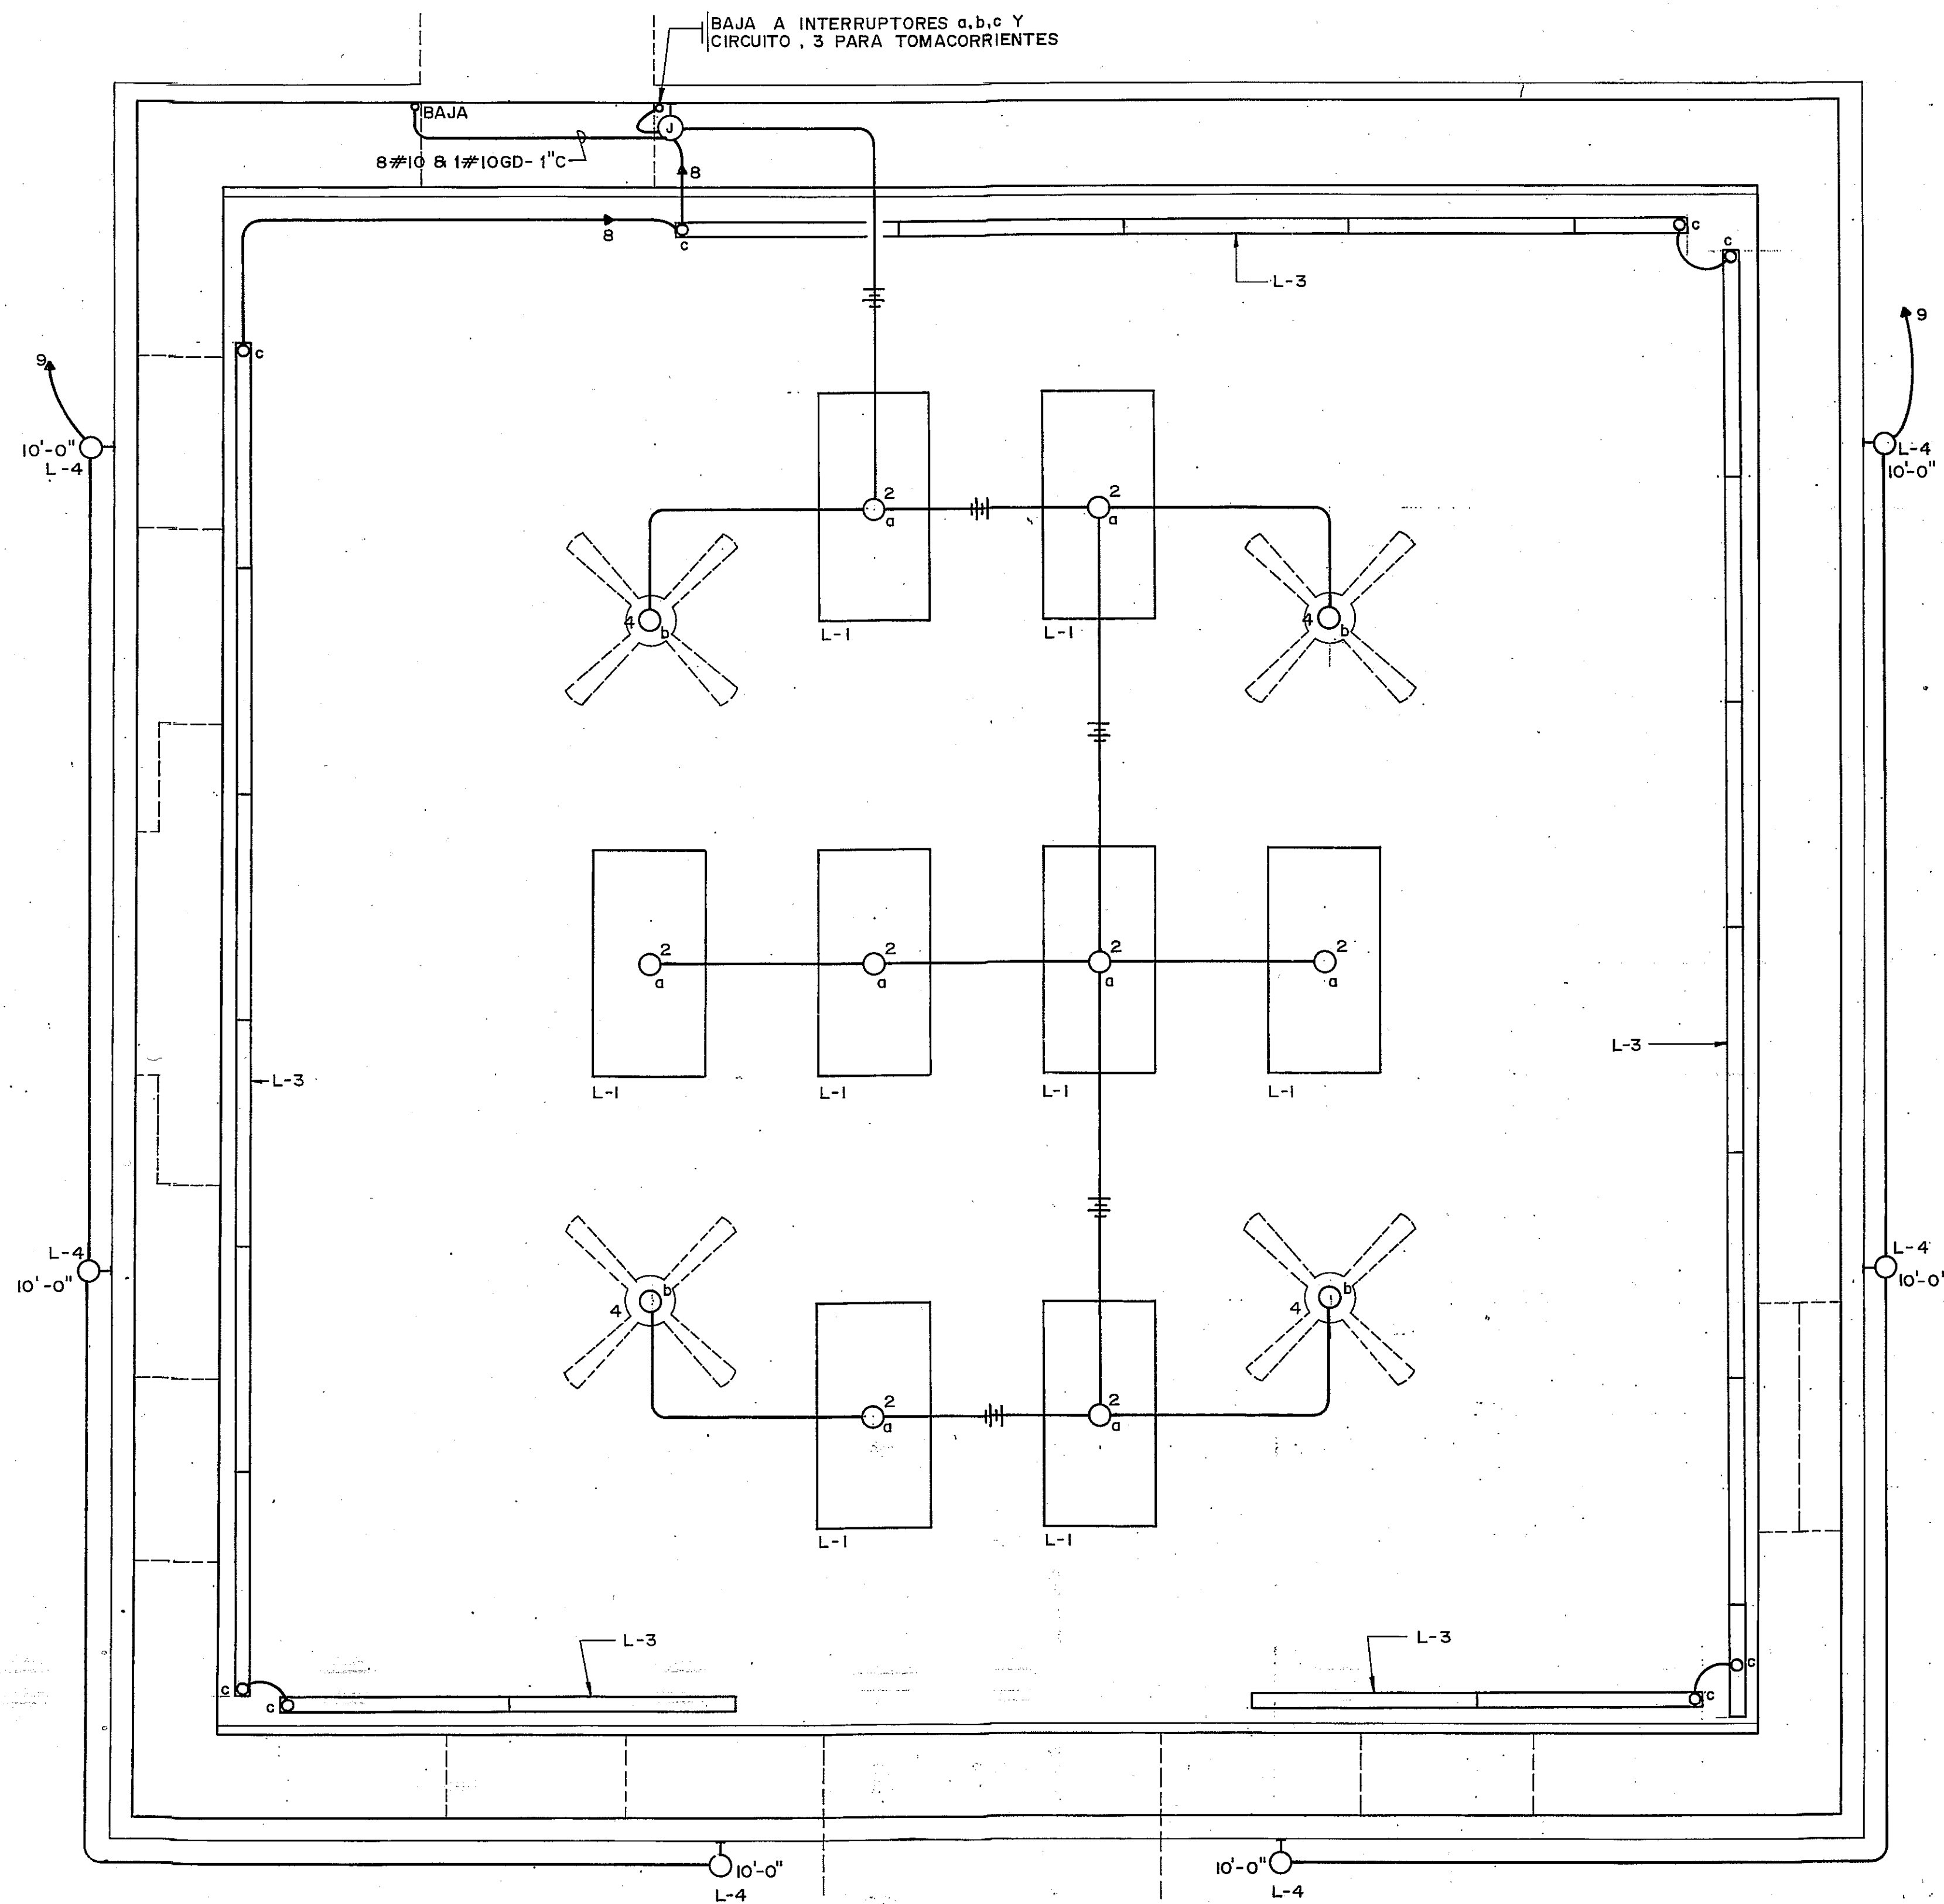 BAJA A INTERRUPTORES a,b,c Y
CIRCUITO , 3 PARA TOMACORRIENTES
BAJA
J
8#10 & 1#10GD-1"C
8
8
c
c
c
L-3
c
9
9
10'-0"
L-4
L-4
10'-0"
2
a
2
a
4
b
4
b
L-1
L-1
2
a
2
a
2
a
2
a
L-3
L-3
L-1
L-1
L-1
L-1
L-4
10'-0"
L-4
10'-0"
b
4
b
4
2
a
2
a
L-1
L-1
L-3
L-3
c
c
c
c
10'-0"
L-4
10'-0"
L-4